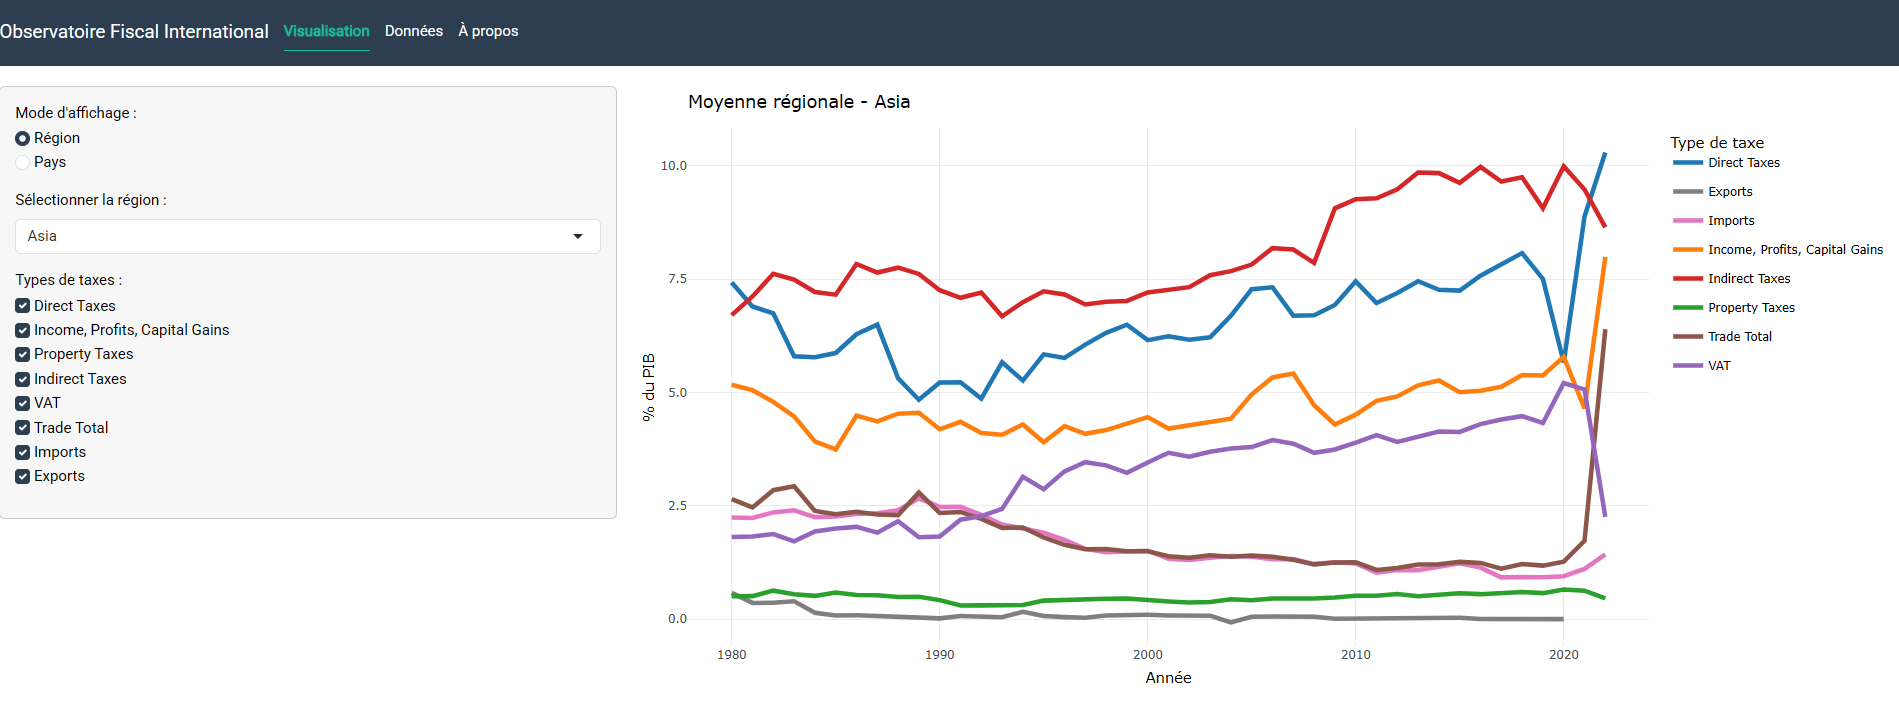 Observatoire Fiscal International Visualisation Données À propos
Mode d'affichage :
Région
Pays
Sélectionner la région :
Asia
Types de taxes :
Direct Taxes
Income, Profits, Capital Gains
Property Taxes
Indirect Taxes
VAT
Trade Total
Imports
Exports
Moyenne régionale - Asia
% du PIB
10.0
7.5
5.0
2.5
0.0
1980 1990 2000 2010 2020
Année
Type de taxe
Direct Taxes
Exports
Imports
Income, Profits, Capital Gains
Indirect Taxes
Property Taxes
Trade Total
VAT